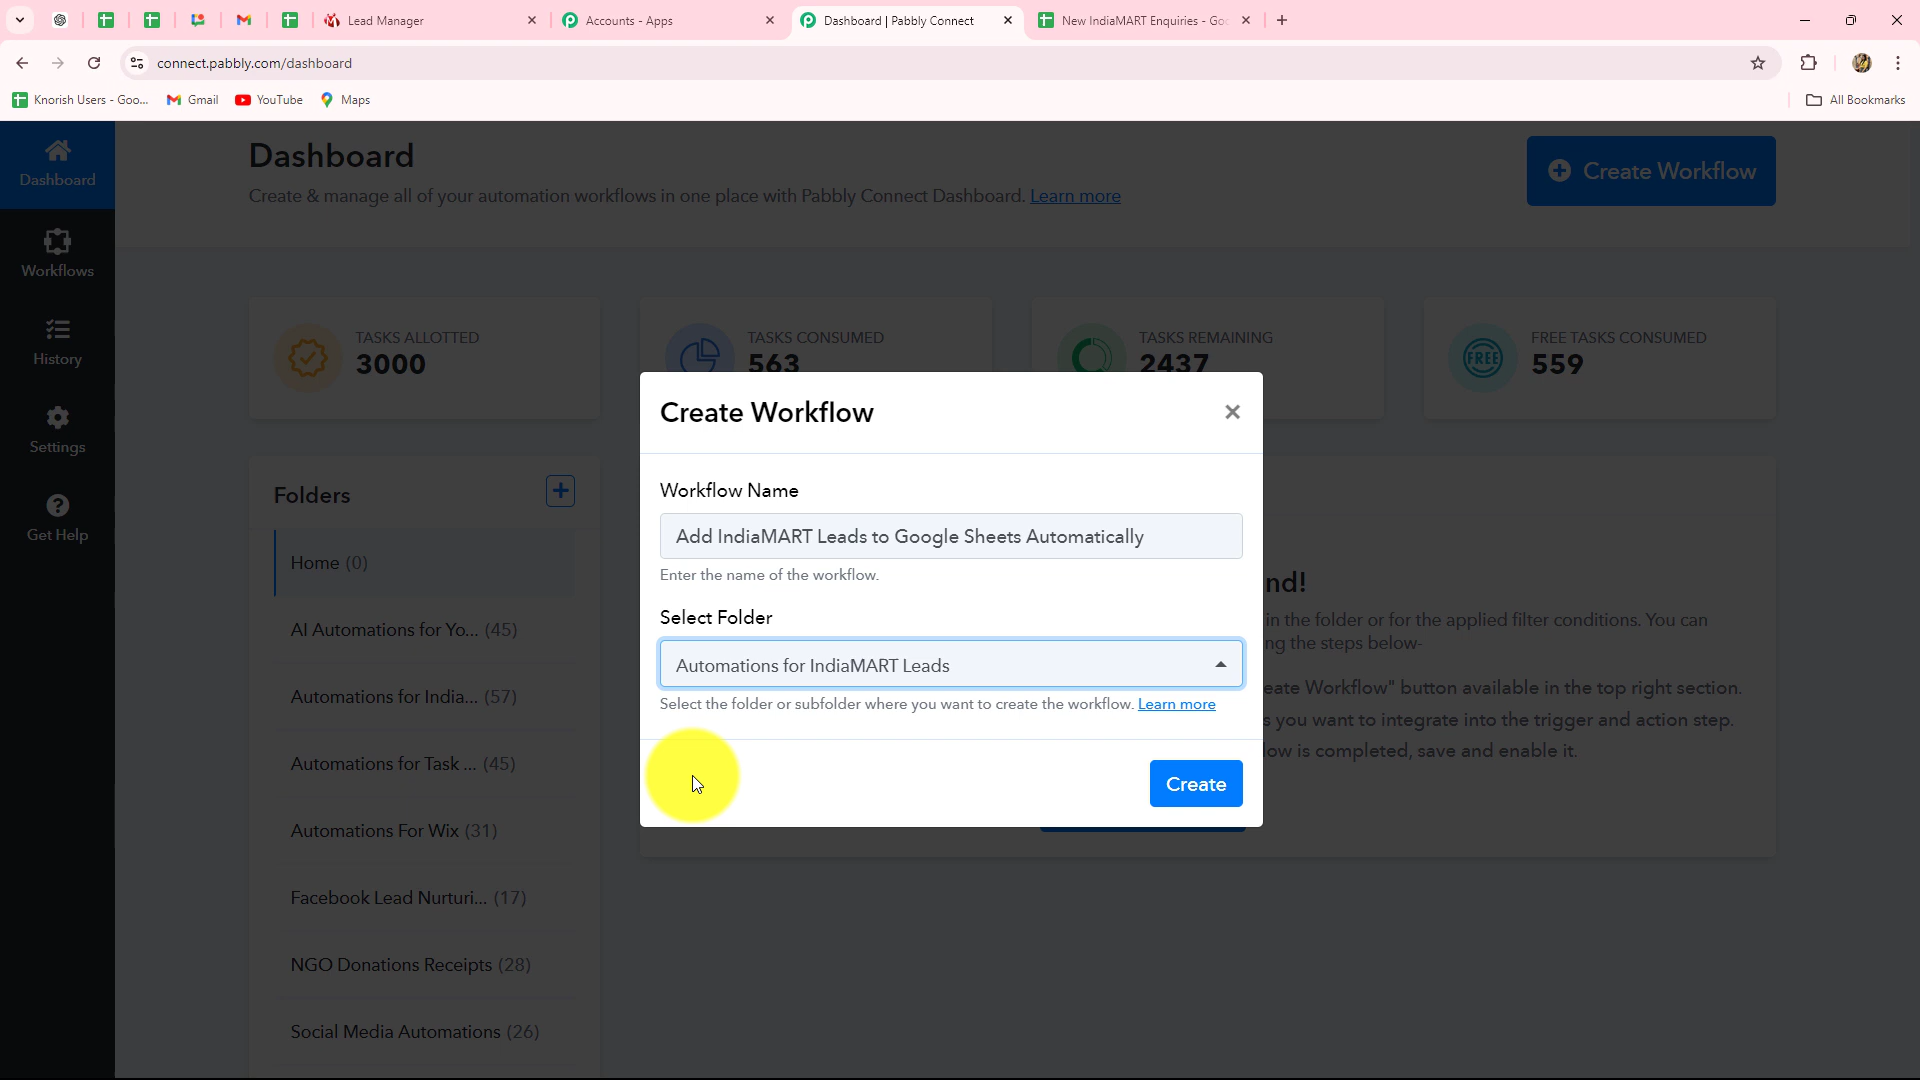 Lead Manager
Accounts - Apps
Dashboard | Pabbly Connect
New IndiaMART Enquiries - Goo
connect.pabbly.com/dashboard
Knorish Users - Goo...
Gmail
YouTube
Maps
All Bookmarks
Dashboard
Workflows
History
Settings
Get Help
Dashboard
Create & manage all of your automation workflows in one place with Pabbly Connect Dashboard. Learn more
Create Workflow
TASKS ALLOTTED
3000
TASKS CONSUMED
563
TASKS REMAINING
2437
FREE
FREE TASKS CONSUMED
559
Folders
Home (0)
AI Automations for Yo... (45)
Automations for India... (57)
Automations for Task ... (45)
Automations For Wix (31)
Facebook Lead Nurturi... (17)
NGO Donations Receipts (28)
Social Media Automations (26)
Create Workflow
Workflow Name
Add IndiaMART Leads to Google Sheets Automatically
Enter the name of the workflow.
Select Folder
Automations for IndiaMART Leads
Select the folder or subfolder where you want to create the workflow. Learn more
Create
nd!
in the folder or for the applied filter conditions. You can
ng the steps below-
eate Workflow" button available in the top right section.
s you want to integrate into the trigger and action step.
low is completed, save and enable it.